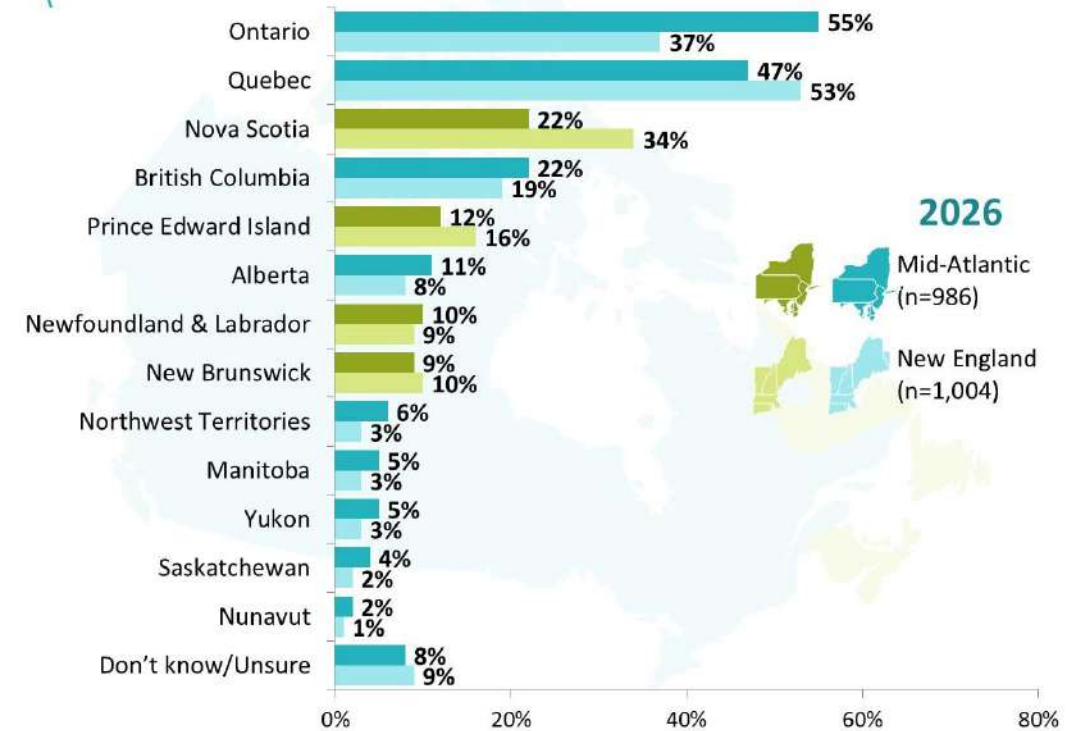 Ontario 55%
37%
Quebec 47%
53%
Nova Scotia 22%
34%
British Columbia 22%
19%
Prince Edward Island 12%
16%
Alberta 11%
8%
Newfoundland & Labrador 10%
9%
New Brunswick 9%
10%
Northwest Territories 6%
3%
Manitoba 5%
3%
Yukon 5%
3%
Saskatchewan 4%
2%
Nunavut 2%
1%
Don’t know/Unsure 8%
9%
0% 20% 40% 60% 80%
2026
Mid-Atlantic
(n=986)
New England
(n=1,004)